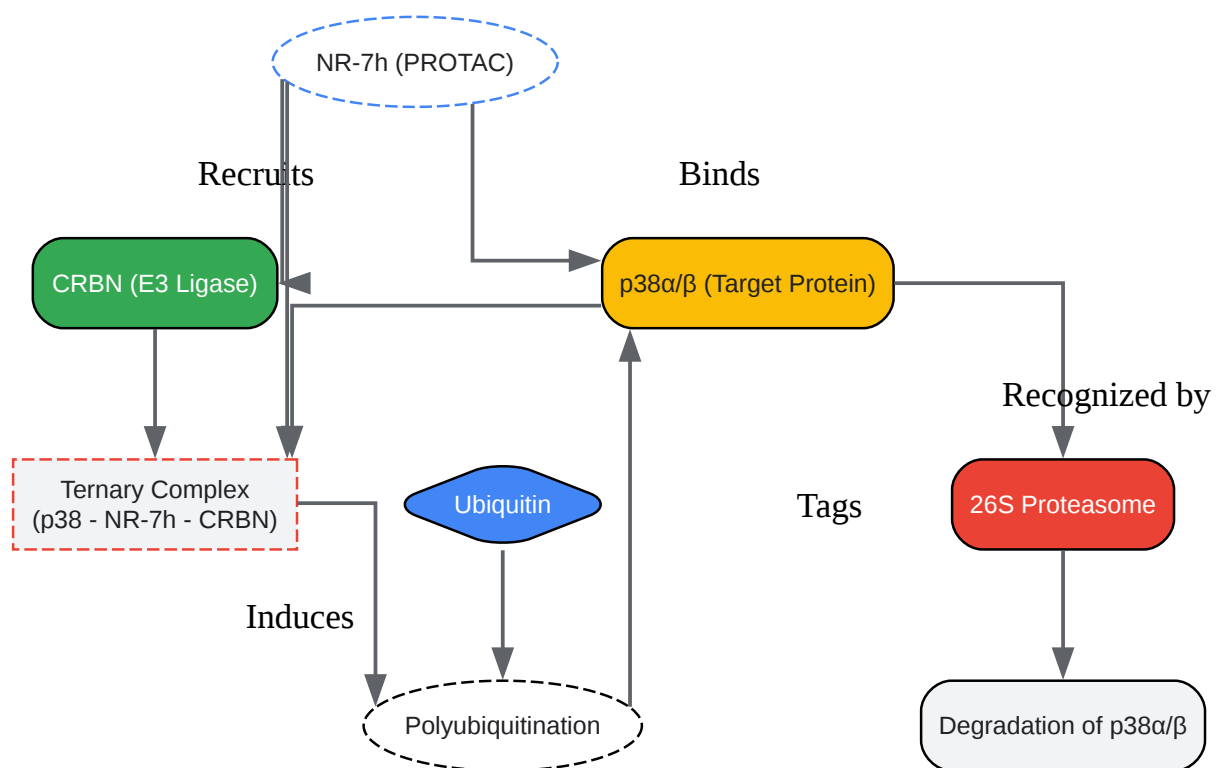 NR-7h (PROTAC)
Recruits
Binds
CRBN (E3 Ligase)
p38α/β (Target Protein)
Recognized by
Ternary Complex
(p38 - NR-7h - CRBN)
Ubiquitin
Tags
26S Proteasome
Induces
Polyubiquitination
Degradation of p38α/β